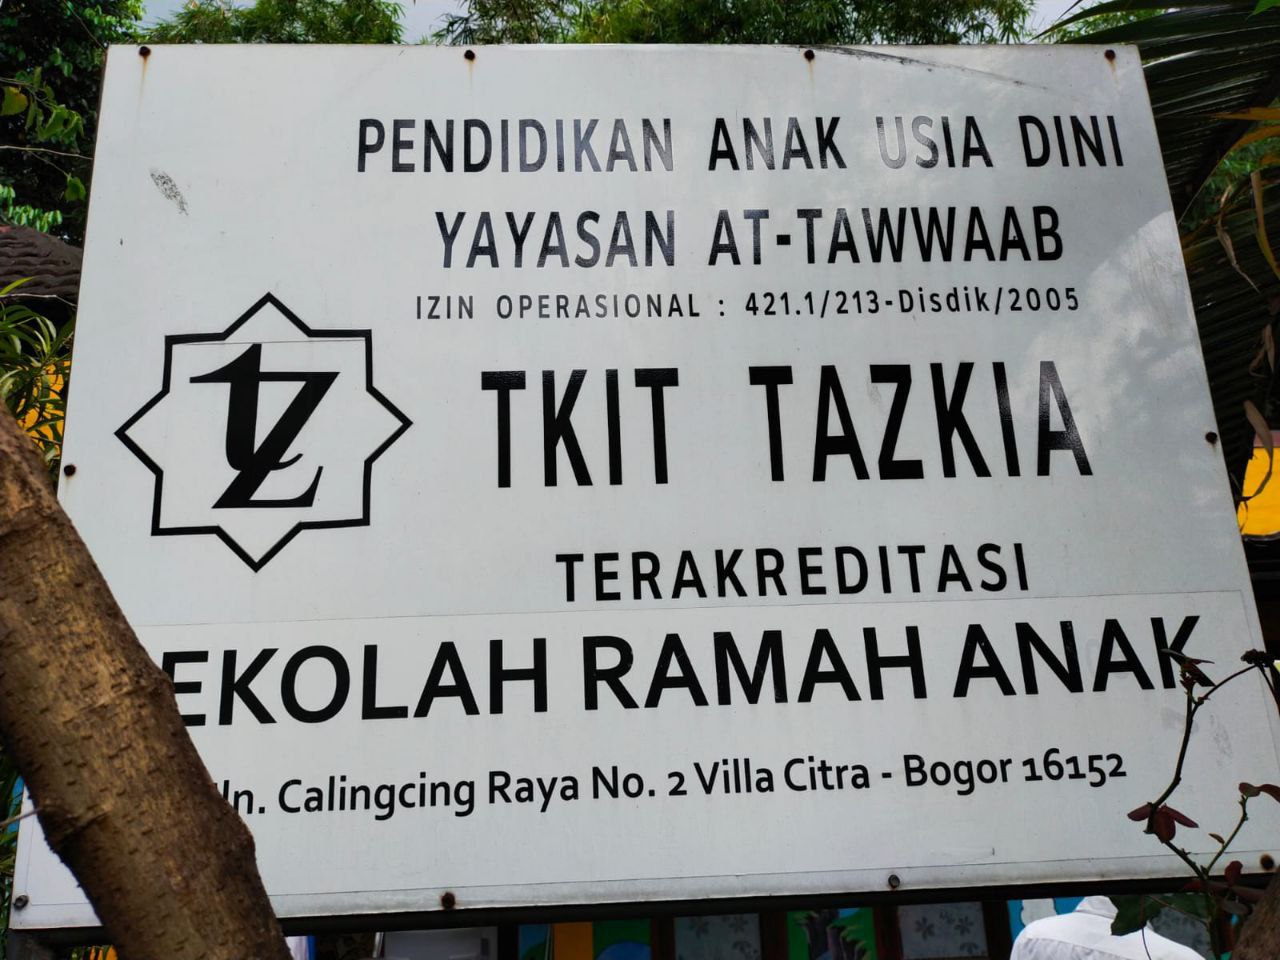 PENDIDIKAN ANAK USIA DINI
YAYASAN AT-TAWWAAB
IZIN OPERASIONAL : 421.1/213-Disdik/2005
tz
TKIT TAZKIA
TERAKREDITASI
EKOLAH RAMAH ANAK
ln. Calingcing Raya No. 2 Villa Citra - Bogor 16152